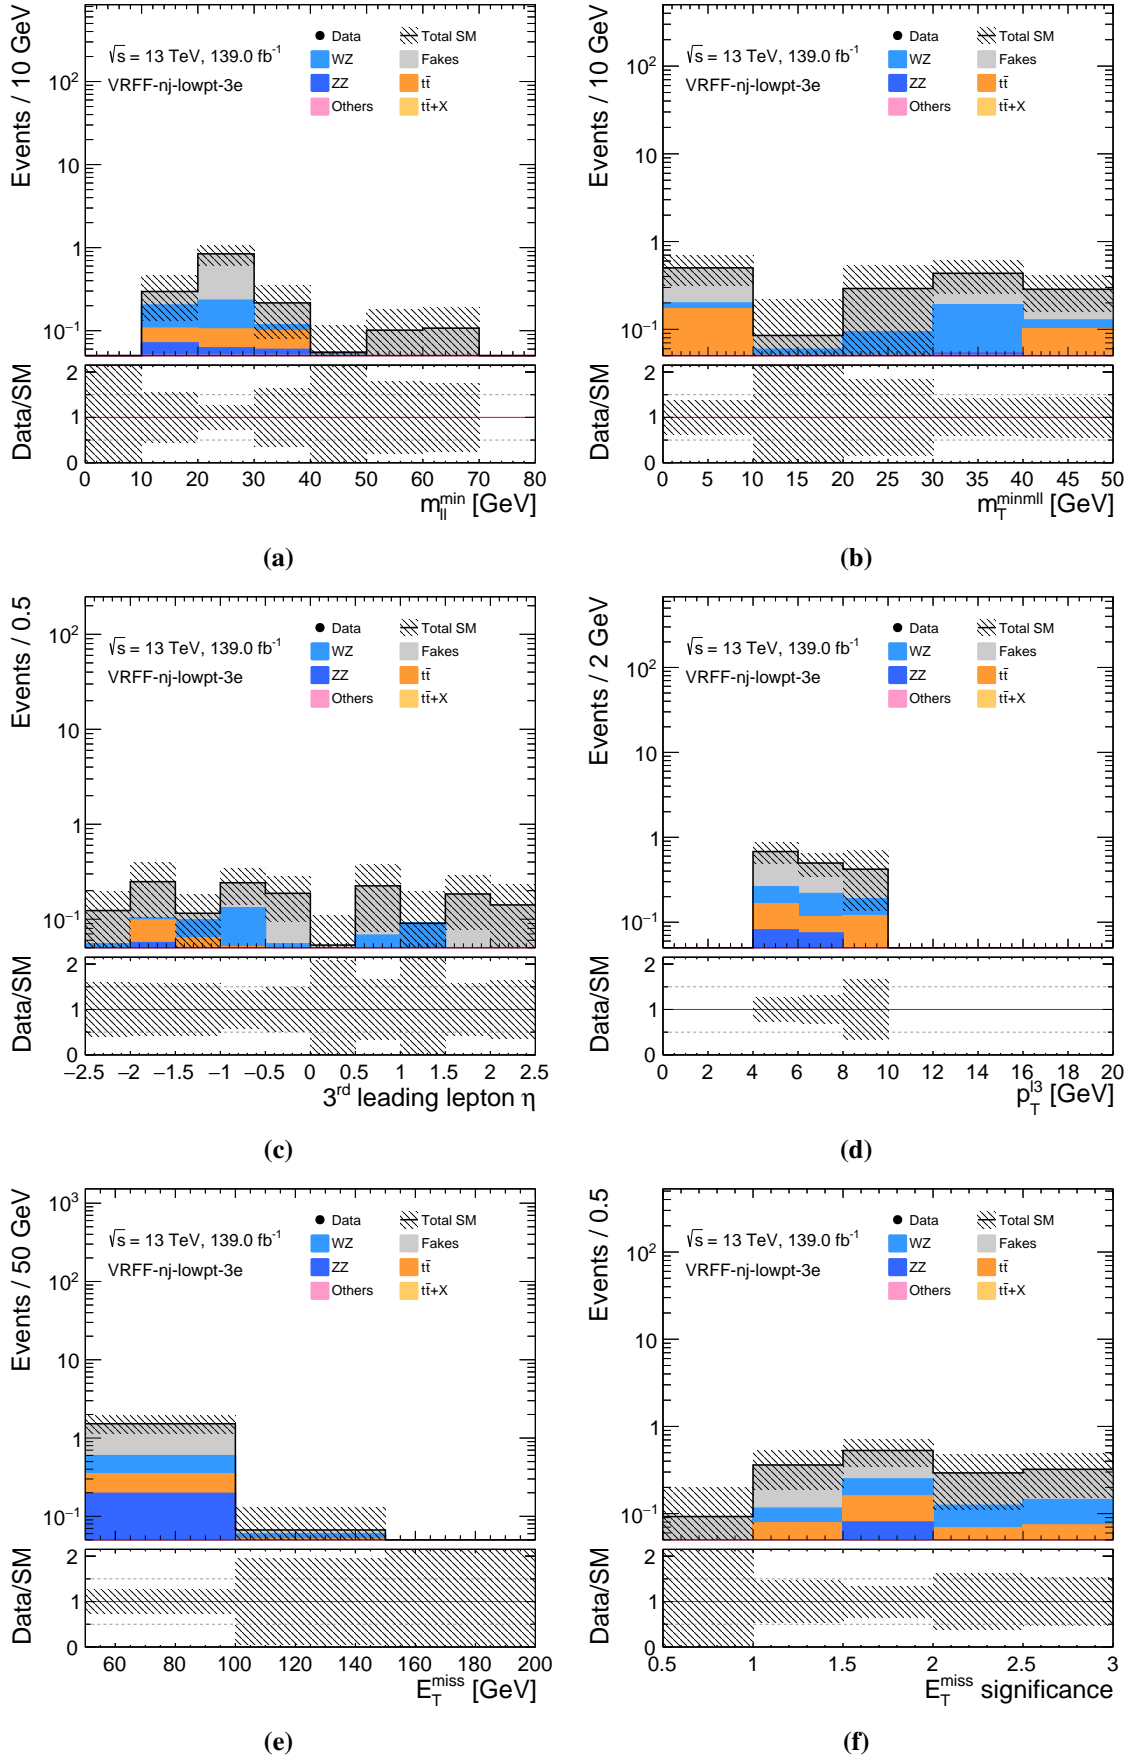 Events / 10 GeV
√s = 13 TeV, 139.0 fb⁻¹
VRFF-nj-lowpt-3e
Data
Total SM
WZ
Fakes
ZZ
tt̄
Others
tt̄+X
10²
10
1
10⁻¹
Data/SM
2
1
0
0 10 20 30 40 50 60 70 80
m_ll^min [GeV]
(a)
Events / 10 GeV
√s = 13 TeV, 139.0 fb⁻¹
VRFF-nj-lowpt-3e
Data
Total SM
WZ
Fakes
ZZ
tt̄
Others
tt̄+X
10²
10
1
10⁻¹
Data/SM
2
1
0
0 5 10 15 20 25 30 35 40 45 50
m_T^minmll [GeV]
(b)
Events / 0.5
√s = 13 TeV, 139.0 fb⁻¹
VRFF-nj-lowpt-3e
Data
Total SM
WZ
Fakes
ZZ
tt̄
Others
tt̄+X
10²
10
1
10⁻¹
Data/SM
2
1
0
−2.5 −2 −1.5 −1 −0.5 0 0.5 1 1.5 2 2.5
3rd leading lepton η
(c)
Events / 2 GeV
√s = 13 TeV, 139.0 fb⁻¹
VRFF-nj-lowpt-3e
Data
Total SM
WZ
Fakes
ZZ
tt̄
Others
tt̄+X
10²
10
1
10⁻¹
Data/SM
2
1
0
0 2 4 6 8 10 12 14 16 18 20
p_T^l3 [GeV]
(d)
Events / 50 GeV
√s = 13 TeV, 139.0 fb⁻¹
VRFF-nj-lowpt-3e
Data
Total SM
WZ
Fakes
ZZ
tt̄
Others
tt̄+X
10³
10²
10
1
10⁻¹
Data/SM
2
1
0
60 80 100 120 140 160 180 200
E_T^miss [GeV]
(e)
Events / 0.5
√s = 13 TeV, 139.0 fb⁻¹
VRFF-nj-lowpt-3e
Data
Total SM
WZ
Fakes
ZZ
tt̄
Others
tt̄+X
10²
10
1
10⁻¹
Data/SM
2
1
0
0.5 1 1.5 2 2.5 3
E_T^miss significance
(f)